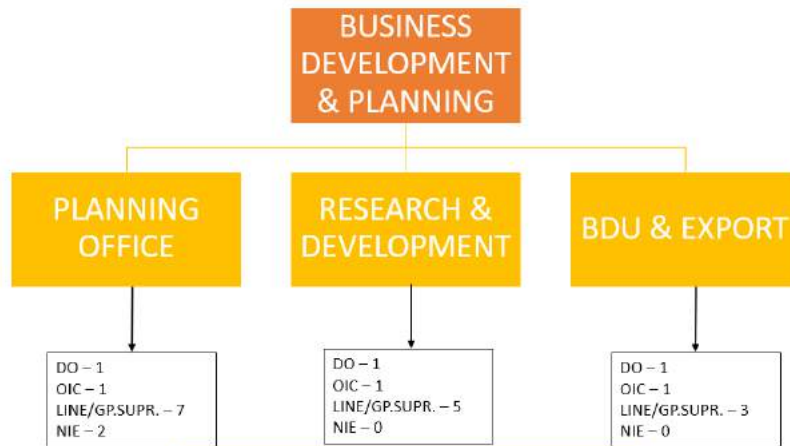 BUSINESS
DEVELOPMENT
& PLANNING
PLANNING
OFFICE
RESEARCH &
DEVELOPMENT
BDU & EXPORT
DO – 1
OIC – 1
LINE/GP.SUPR. – 7
NIE – 2
DO – 1
OIC – 1
LINE/GP.SUPR. – 5
NIE – 0
DO – 1
OIC – 1
LINE/GP.SUPR. – 3
NIE – 0